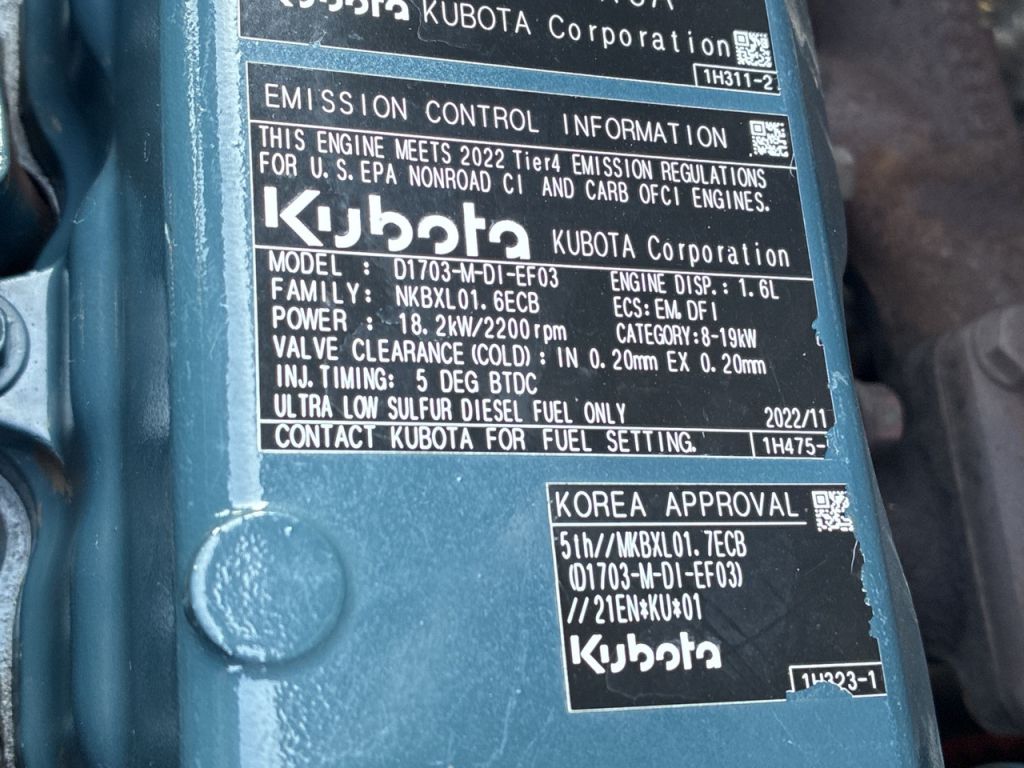 Kubota KUBOTA Corporation
1H311-2
EMISSION CONTROL INFORMATION
THIS ENGINE MEETS 2022 Tier4 EMISSION REGULATIONS
FOR U.S.EPA NONROAD CI AND CARB OFCI ENGINES.
Kubota KUBOTA Corporation
MODEL : D1703-M-DI-EF03 ENGINE DISP.: 1.6L
FAMILY: NKBXL01.6ECB ECS:EM,DFI
POWER : 18.2kW/2200rpm CATEGORY:8-19kW
VALVE CLEARANCE(COLD): IN 0.20mm EX 0.20mm
INJ.TIMING: 5 DEG BTDC
ULTRA LOW SULFUR DIESEL FUEL ONLY 2022/11
CONTACT KUBOTA FOR FUEL SETTING. 1H475-
KOREA APPROVAL
5th//MKBXL01.7ECB
(D1703-M-DI-EF03)
//21EN*KU*01
Kubota
1H323-1